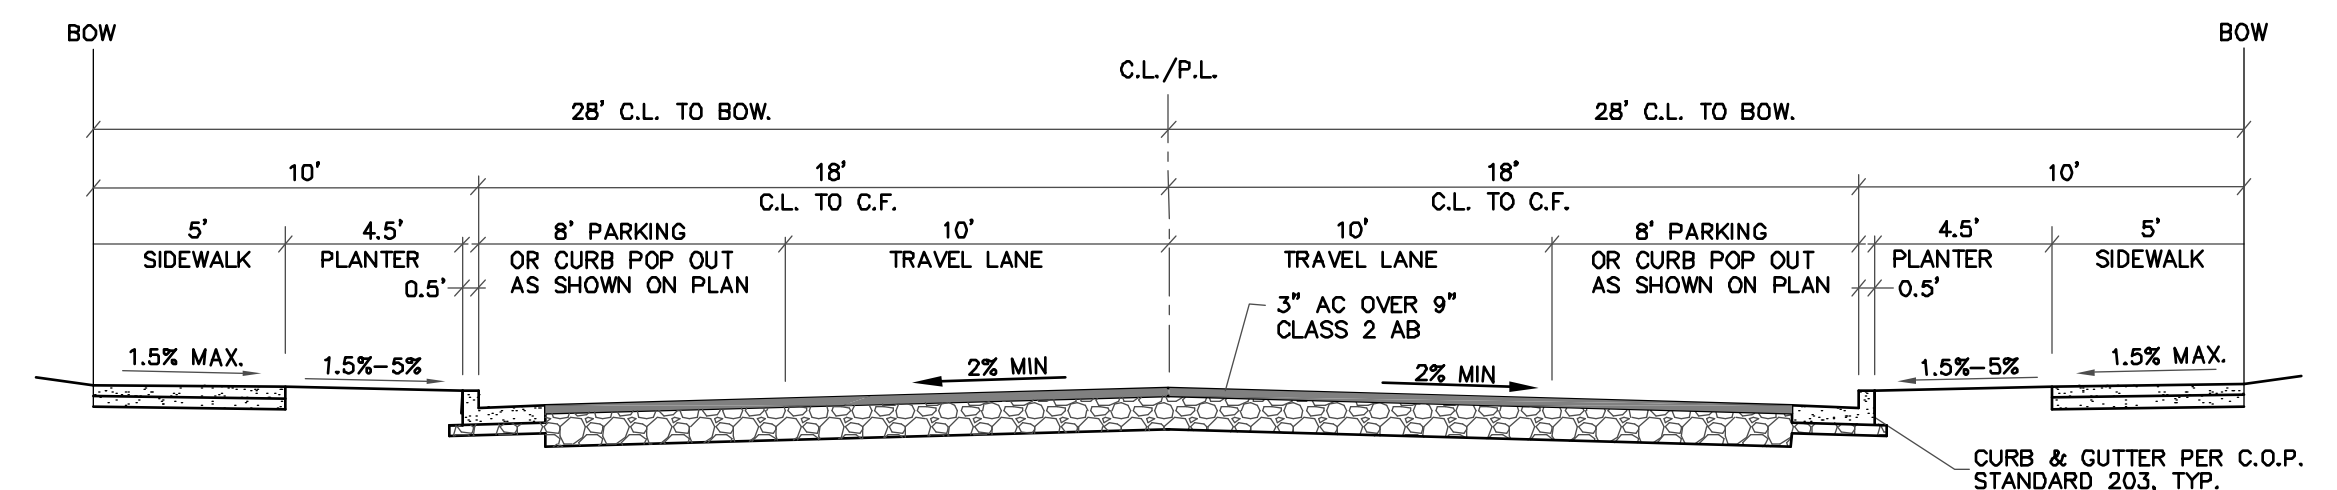 BOW
BOW
C.L./P.L.
28' C.L. TO BOW.
28' C.L. TO BOW.
10'
18'
18'
10'
C.L. TO C.F.
C.L. TO C.F.
5'
4.5'
8' PARKING
10'
10'
8' PARKING
4.5'
5'
SIDEWALK
PLANTER
OR CURB POP OUT
TRAVEL LANE
TRAVEL LANE
OR CURB POP OUT
PLANTER
SIDEWALK
0.5'
AS SHOWN ON PLAN
AS SHOWN ON PLAN
0.5'
3" AC OVER 9"
CLASS 2 AB
1.5% MAX.
1.5%-5%
2% MIN
2% MIN
1.5%-5%
1.5% MAX.
CURB & GUTTER PER C.O.P.
STANDARD 203, TYP.